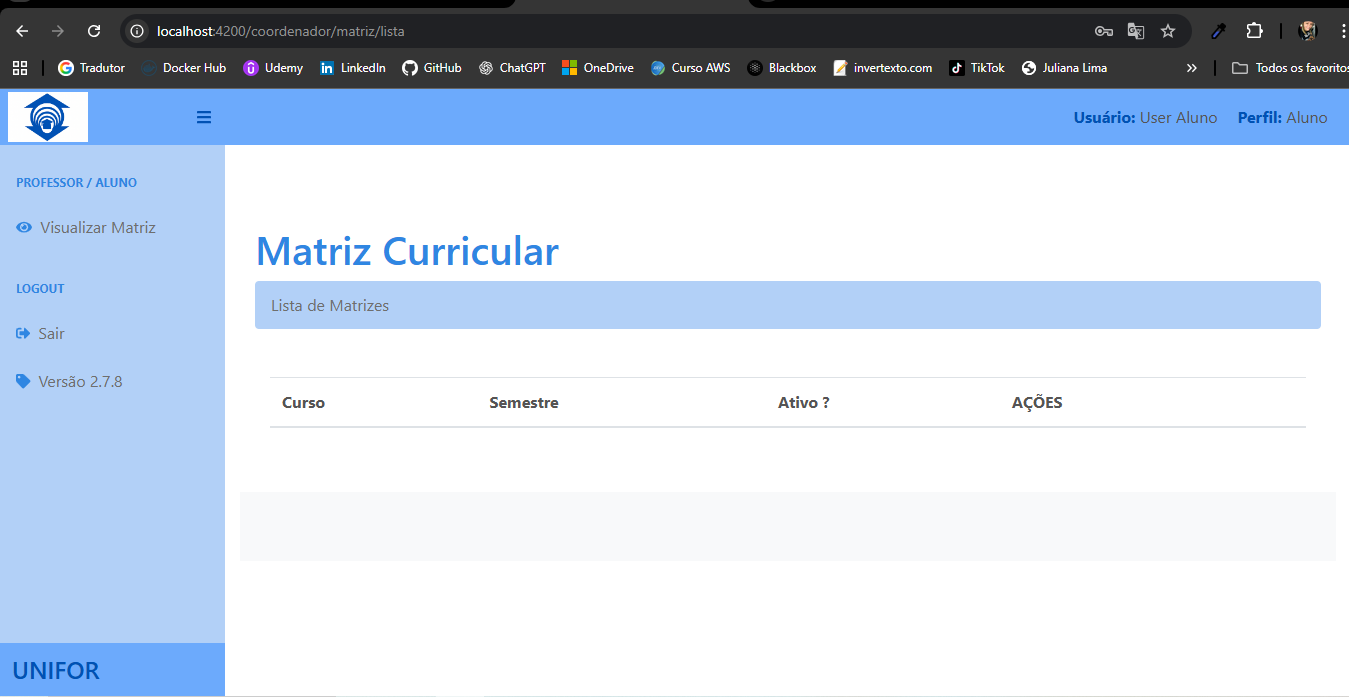 localhost:4200/coordenador/matriz/lista
Tradutor Docker Hub Udemy LinkedIn GitHub ChatGPT OneDrive Curso AWS Blackbox invertexto.com TikTok Juliana Lima » Todos os favoritos
Usuário: User Aluno Perfil: Aluno
PROFESSOR / ALUNO
Visualizar Matriz
LOGOUT
Sair
Versão 2.7.8
UNIFOR
Matriz Curricular
Lista de Matrizes
Curso Semestre Ativo ? AÇÕES